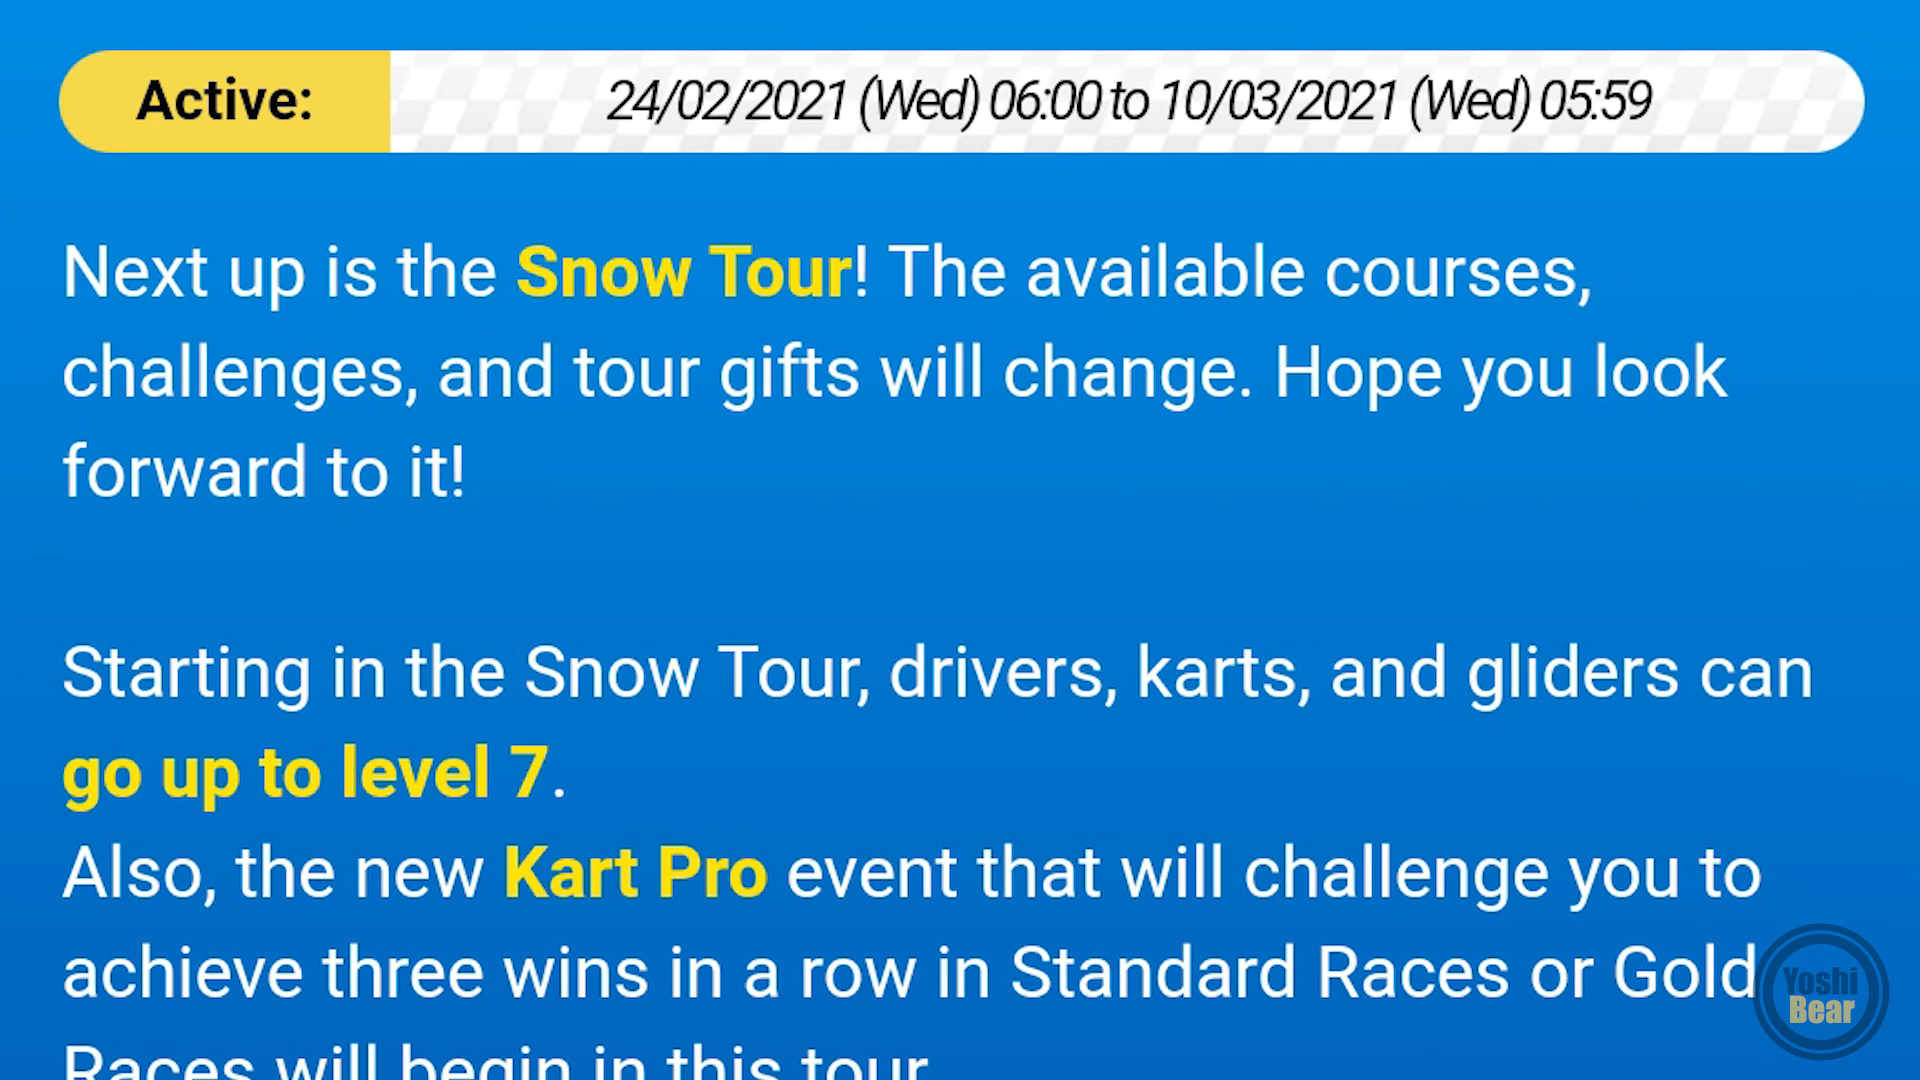 Active:
24/02/2021 (Wed) 06:00 to 10/03/2021 (Wed) 05:59
Next up is the Snow Tour! The available courses,
challenges, and tour gifts will change. Hope you look
forward to it!
Starting in the Snow Tour, drivers, karts, and gliders can
go up to level 7.
Also, the new Kart Pro event that will challenge you to
achieve three wins in a row in Standard Races or Gold
Races will begin in this tour
Yoshi
Bear